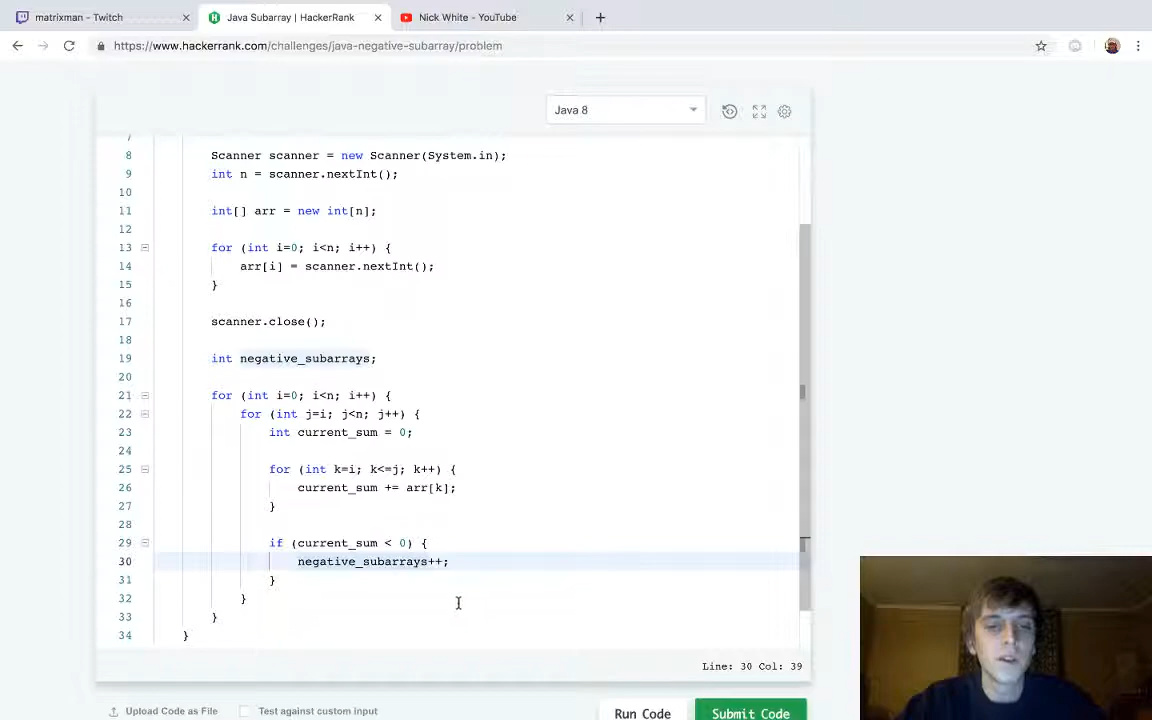 matrixman - Twitch
Java Subarray | HackerRank
Nick White - YouTube
https://www.hackerrank.com/challenges/java-negative-subarray/problem
Java 8
7
8 Scanner scanner = new Scanner(System.in);
9 int n = scanner.nextInt();
10
11 int[] arr = new int[n];
12
13 for (int i=0; i<n; i++) {
14 arr[i] = scanner.nextInt();
15 }
16
17 scanner.close();
18
19 int negative_subarrays;
20
21 for (int i=0; i<n; i++) {
22 for (int j=i; j<n; j++) {
23 int current_sum = 0;
24
25 for (int k=i; k<=j; k++) {
26 current_sum += arr[k];
27 }
28
29 if (current_sum < 0) {
30 negative_subarrays++;
31 }
32 }
33 }
34 }
Line: 30 Col: 39
Upload Code as File
Test against custom input
Run Code
Submit Code